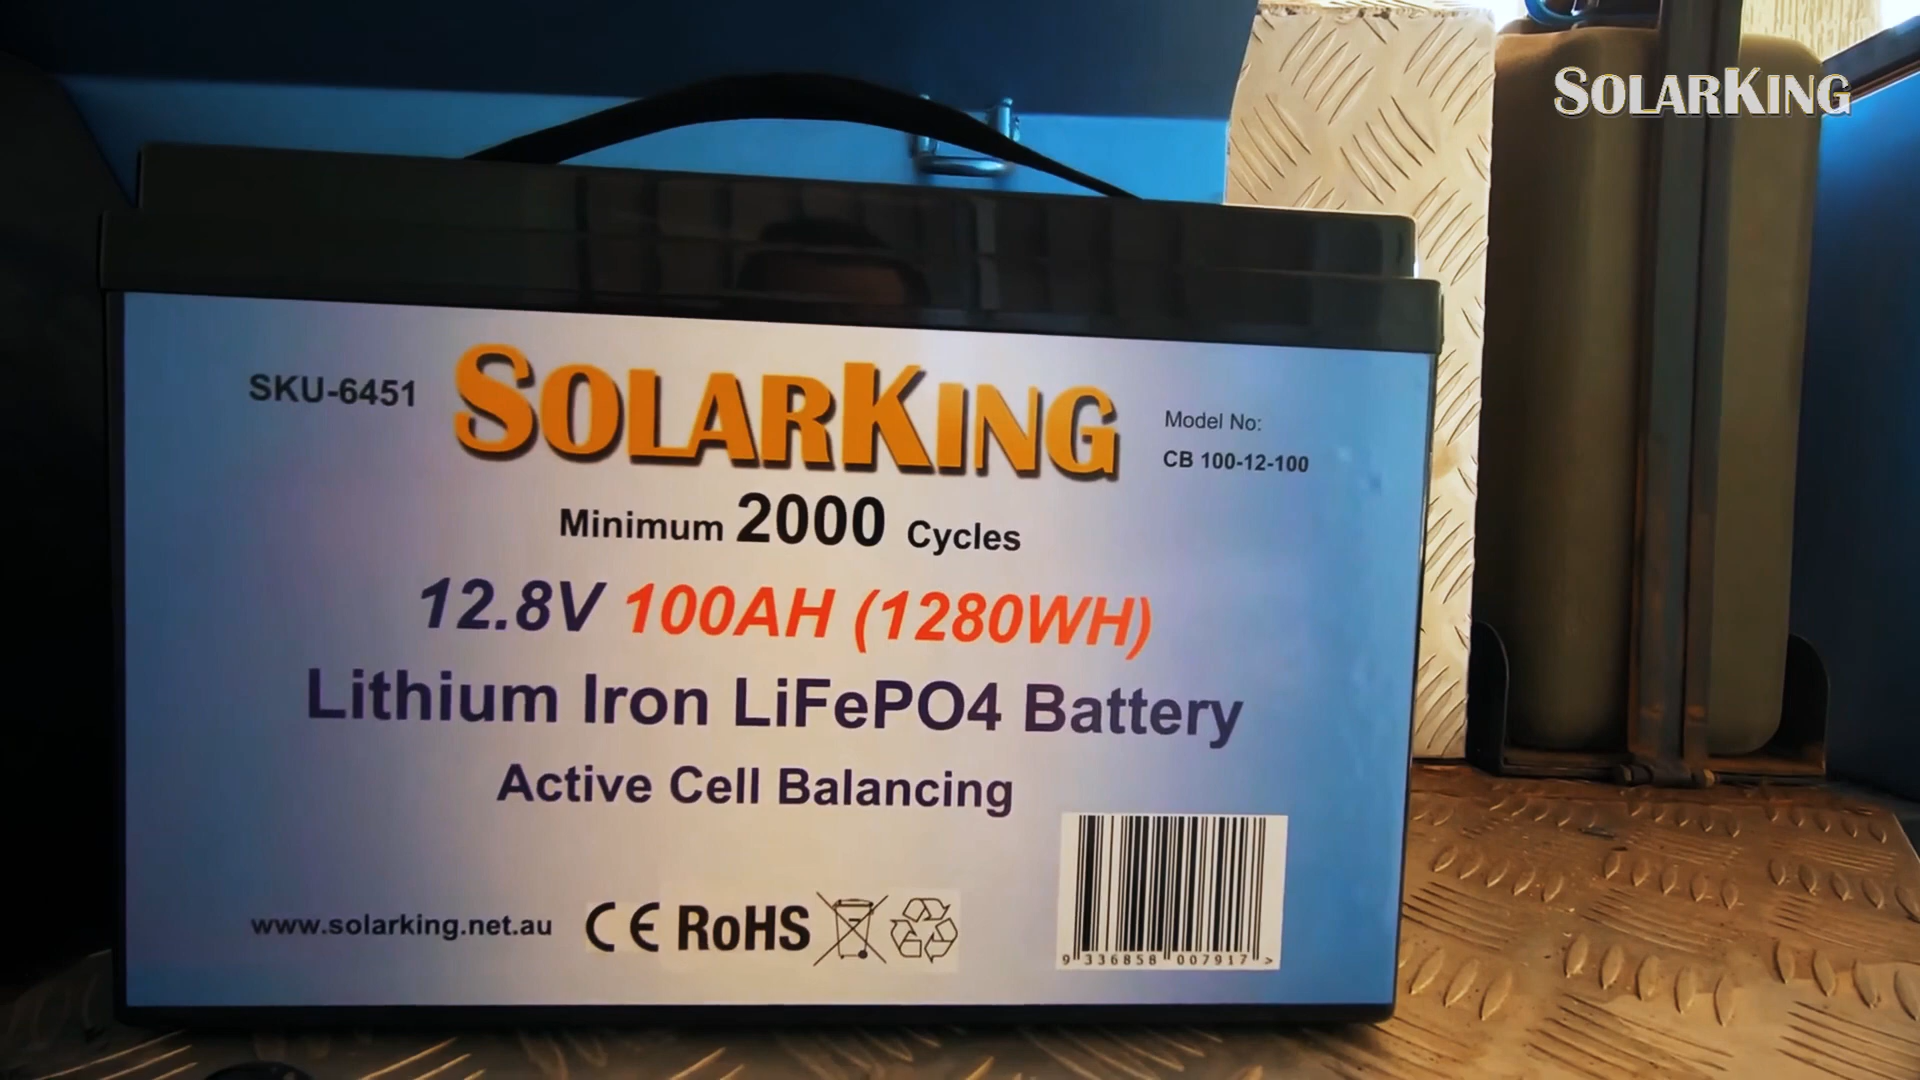 SOLARKING
SKU-6451
SOLARKING
Model No:
CB 100-12-100
Minimum 2000 Cycles
12.8V 100AH (1280WH)
Lithium Iron LiFePO4 Battery
Active Cell Balancing
www.solarking.net.au
CE RoHS
9 336858 007917 >